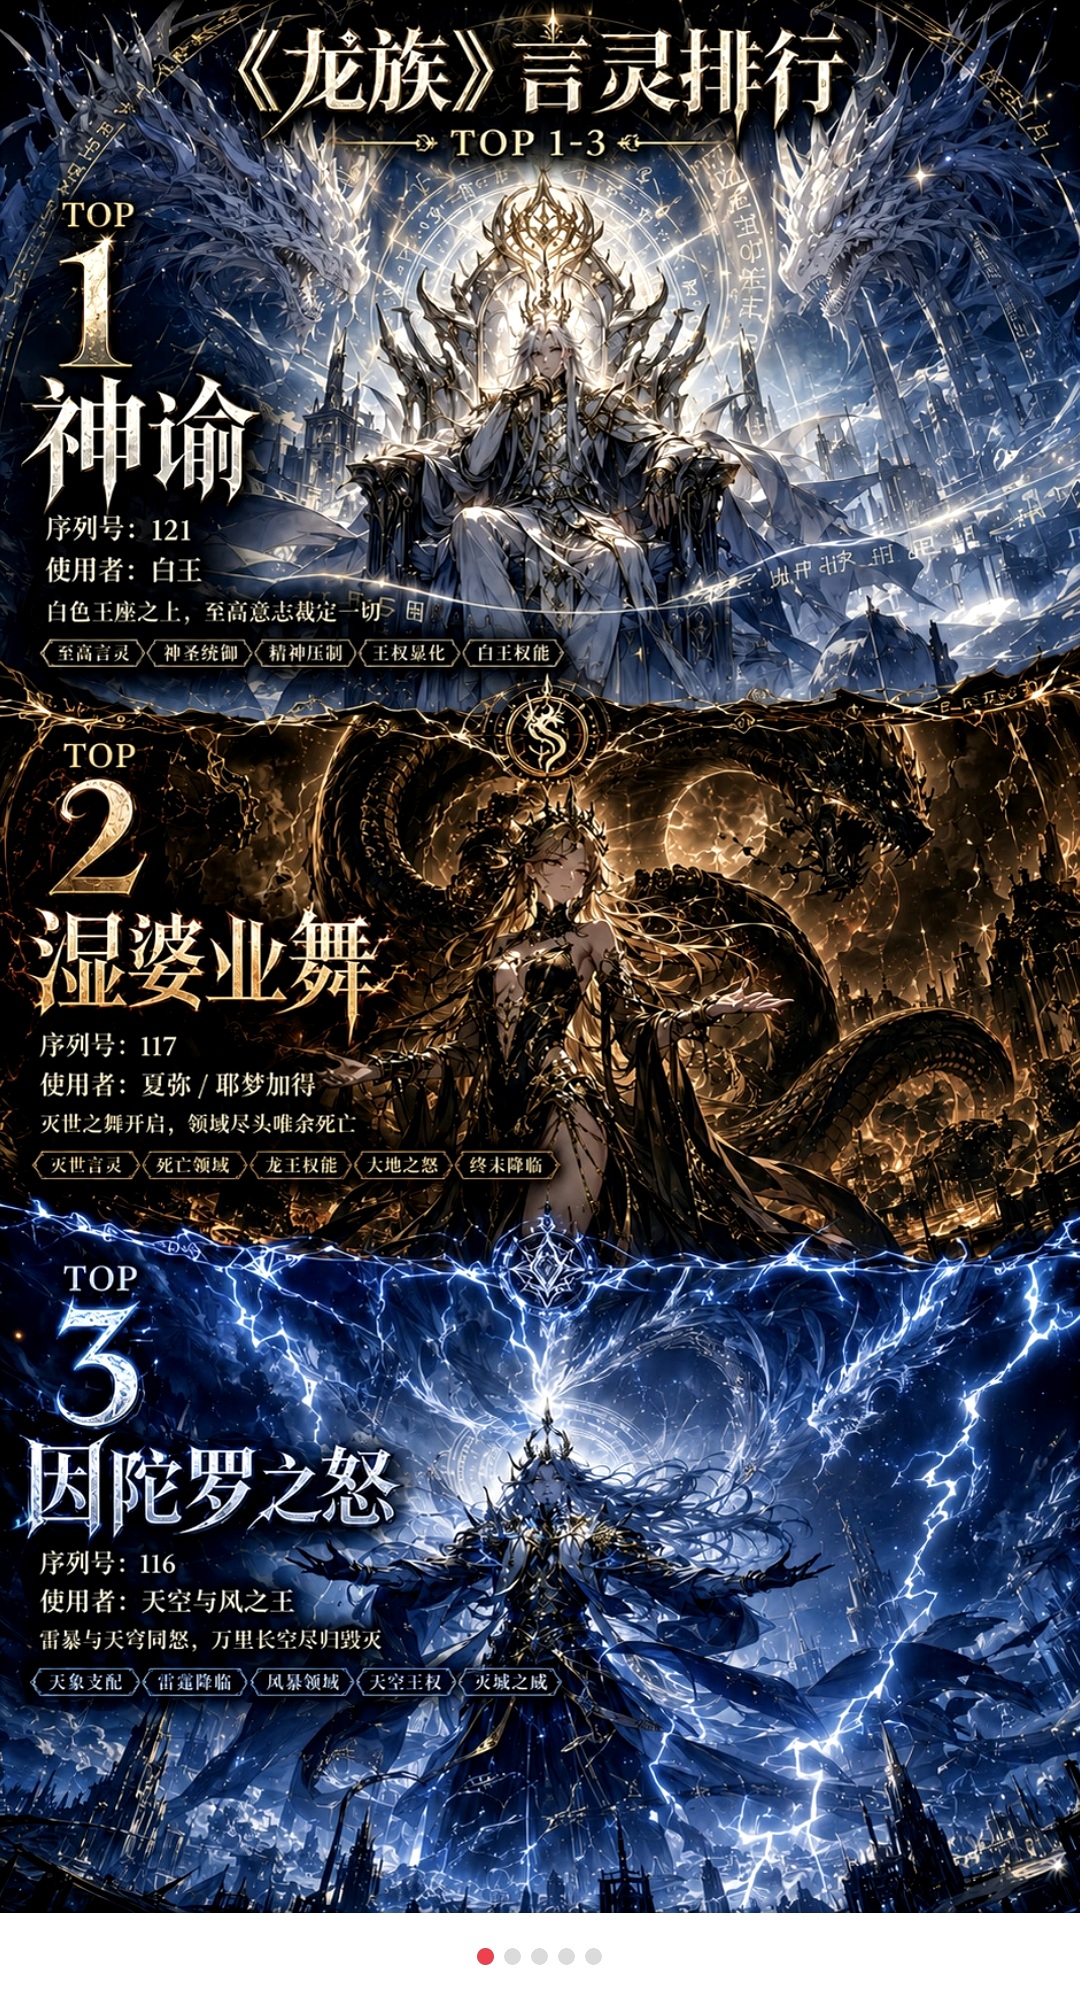 《龙族》言灵排行
TOP 1-3
TOP
1
神谕
序列号：121
使用者：白王
白色王座之上，至高意志裁定一切
至高言灵 神圣统御 精神压制 王权显化 白王权能
TOP
2
湿婆业舞
序列号：117
使用者：夏弥 / 耶梦加得
灭世之舞开启，领域尽头唯余死亡
灭世言灵 死亡领域 龙王权能 大地之怒 终末降临
TOP
3
因陀罗之怒
序列号：116
使用者：天空与风之王
雷暴与天穹同怒，万里长空尽归毁灭
天象支配 雷霆降临 风暴领域 天空王权 灭城之威